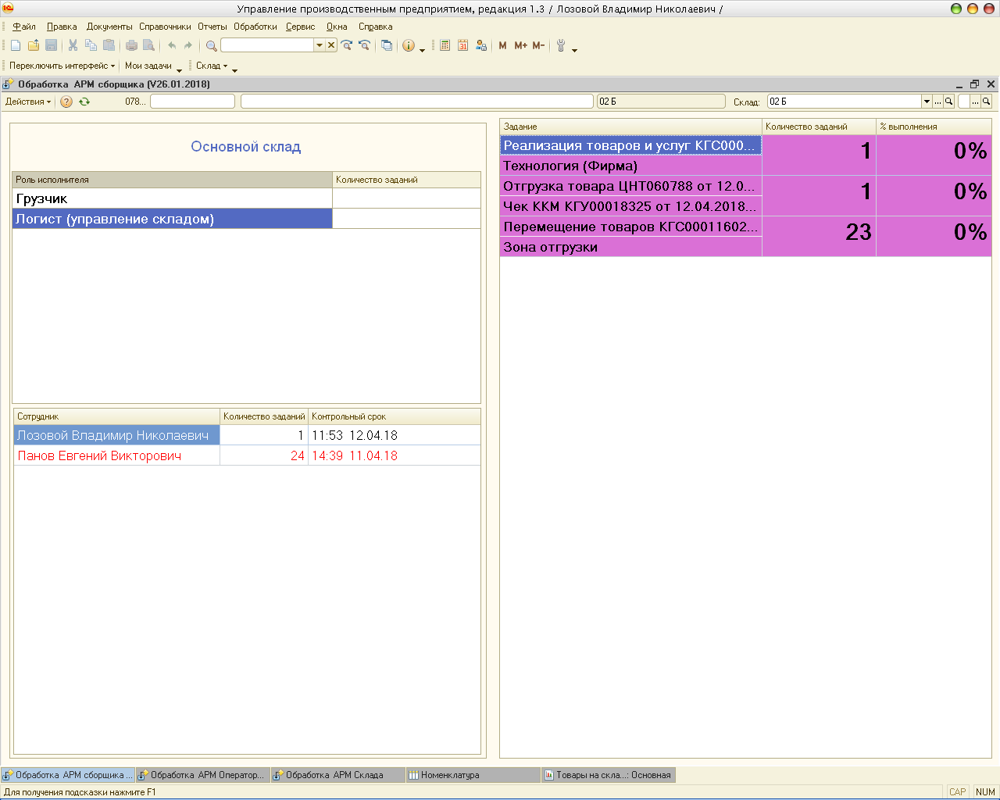 Управление производственным предприятием, редакция 1.3 / Лозовой Владимир Николаевич /
Файл Правка Документы Справочники Отчеты Обработки Сервис Окна Справка
31 M M+ M-
Переключить интерфейс Мои задачи Склад
Обработка АРМ сборщика (V26.01.2018)
Действия 078... 02 Б Склад: 02 Б
Основной склад
Роль исполнителя Количество заданий
Грузчик
Логист (управление складом)
Сотрудник Количество заданий Контрольный срок
Лозовой Владимир Николаевич 1 11:53 12.04.18
Панов Евгений Викторович 24 14:39 11.04.18
Задание Количество заданий % выполнения
Реализация товаров и услуг КГС000... 1 0%
Технология (Фирма)
Отгрузка товара ЦНТ060788 от 12.0... 1 0%
Чек ККМ КГУ00018325 от 12.04.2018...
Перемещение товаров КГС00011602... 23 0%
Зона отгрузки
Обработка АРМ сборщика ... Обработка АРМ Оператор... Обработка АРМ Склада Номенклатура Товары на скла...: Основная
Для получения подсказки нажмите F1 CAP NUM